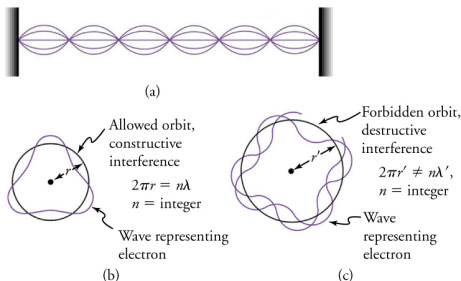 (a)
Allowed orbit,
constructive
interference
2πr = nλ
n = integer
r
Wave representing
electron
(b)
Forbidden orbit,
destructive
interference
2πr′ ≠ nλ′,
n = integer
r′
Wave
representing
electron
(c)